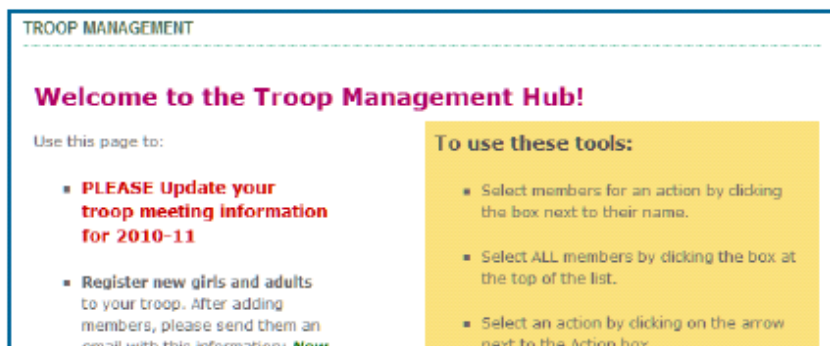 TROOP MANAGEMENT
Welcome to the Troop Management Hub!
Use this page to:
PLEASE Update your
troop meeting information
for 2010-11
Register new girls and adults
to your troop. After adding
members, please send them an
email with this information: New
To use these tools:
Select members for an action by clicking
the box next to their name.
Select ALL members by clicking the box at
the top of the list.
Select an action by clicking on the arrow
next to the Action box